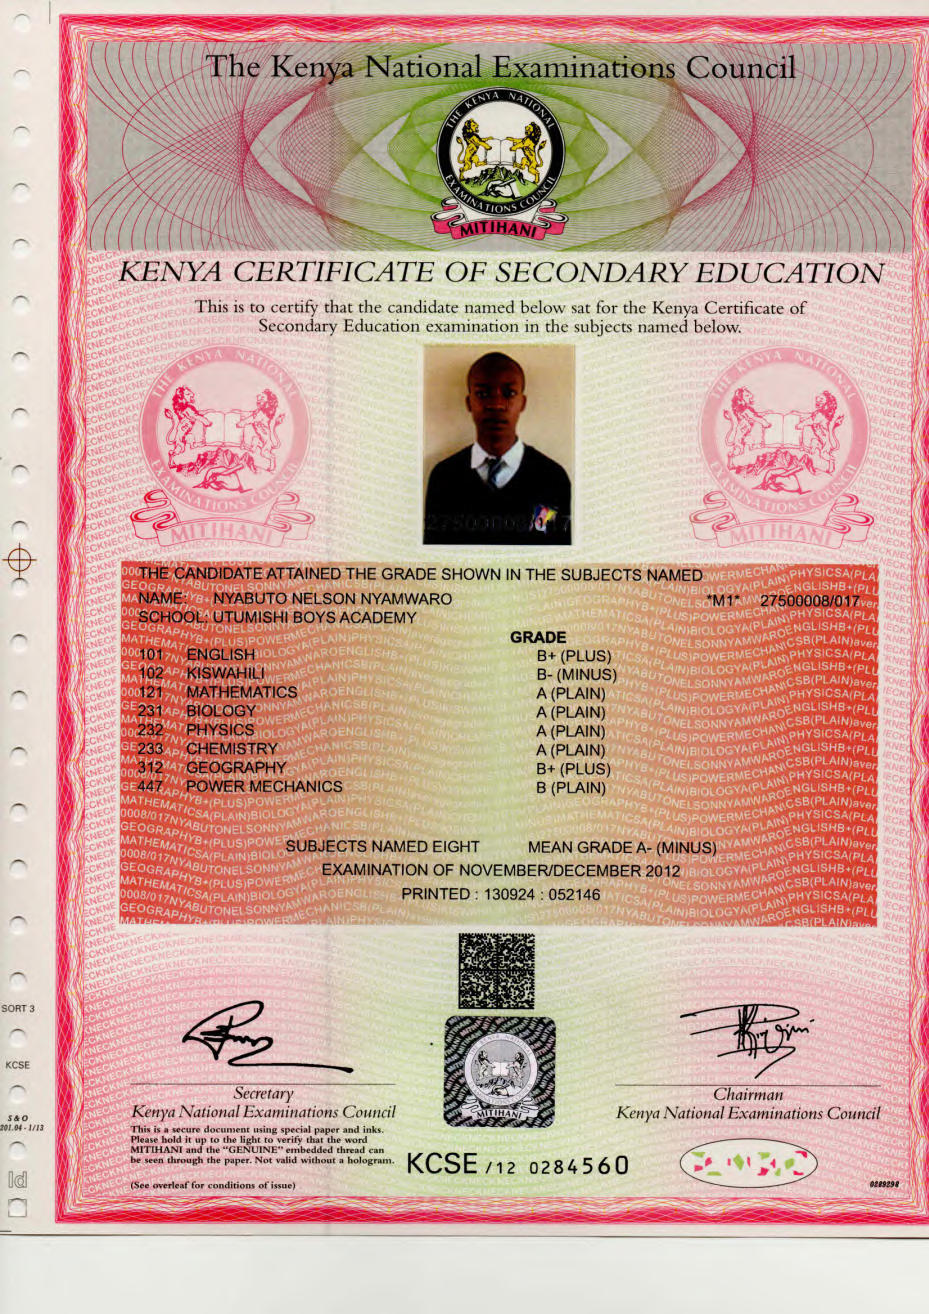 The Kenya National Examinations Council
THE KENYA NATIONAL
EXAMINATIONS COUNCIL
MITIHANI
KENYA CERTIFICATE OF SECONDARY EDUCATION
This is to certify that the candidate named below sat for the Kenya Certificate of
Secondary Education examination in the subjects named below.
THE KENYA NATIONAL
EXAMINATIONS COUNCIL
MITIHANI
THE KENYA NATIONAL
EXAMINATIONS COUNCIL
MITIHANI
27500008/017
THE CANDIDATE ATTAINED THE GRADE SHOWN IN THE SUBJECTS NAMED
NAME: NYABUTO NELSON NYAMWARO *M1* 27500008/017
SCHOOL: UTUMISHI BOYS ACADEMY
GRADE
101 ENGLISH B+ (PLUS)
102 KISWAHILI B- (MINUS)
121 MATHEMATICS A (PLAIN)
231 BIOLOGY A (PLAIN)
232 PHYSICS A (PLAIN)
233 CHEMISTRY A (PLAIN)
312 GEOGRAPHY B+ (PLUS)
447 POWER MECHANICS B (PLAIN)
SUBJECTS NAMED EIGHT MEAN GRADE A- (MINUS)
EXAMINATION OF NOVEMBER/DECEMBER 2012
PRINTED : 130924 : 052146
SORT 3
KCSE
S & O
201.04 - 1/13
Id
MITIHANI
Secretary
Kenya National Examinations Council
Chairman
Kenya National Examinations Council
This is a secure document using special paper and inks.
Please hold it up to the light to verify that the word
MITIHANI and the "GENUINE" embedded thread can
be seen through the paper. Not valid without a hologram.
(See overleaf for conditions of issue)
KCSE /12 0284560
0289298